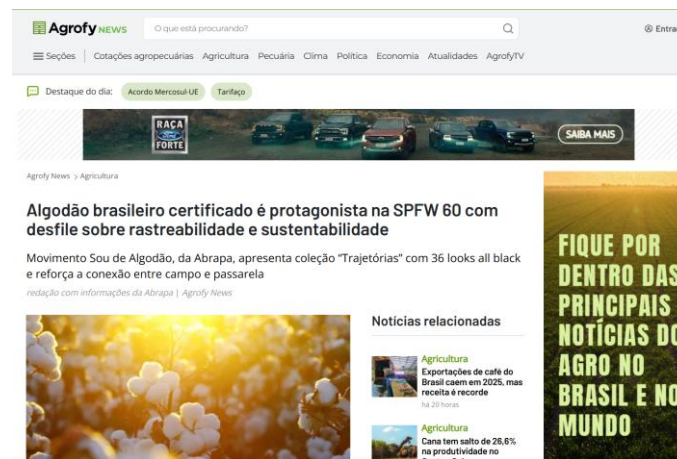 Agrofy NEWS
O que está procurando?
Entra
Seções
Cotações agropecuárias Agricultura Pecuária Clima Política Economia Atualidades AgrofyTV
Destaque do dia: Acordo Mercosul-UE Tarifaço
RAÇA
Ford
FORTE
SAIBA MAIS
Agrofy News > Agricultura
Algodão brasileiro certificado é protagonista na SPFW 60 com
desfile sobre rastreabilidade e sustentabilidade
Movimento Sou de Algodão, da Abrapa, apresenta coleção "Trajetórias" com 36 looks all black
e reforça a conexão entre campo e passarela
redação com informações da Abrapa | Agrofy News
Notícias relacionadas
Agricultura
Exportações de café do
Brasil caem em 2025, mas
receita é recorde
há 20 horas
Agricultura
Cana tem salto de 26,6%
na produtividade no
FIQUE POR
DENTRO DAS
PRINCIPAIS
NOTÍCIAS DO
AGRO NO
BRASIL E NO
MUNDO